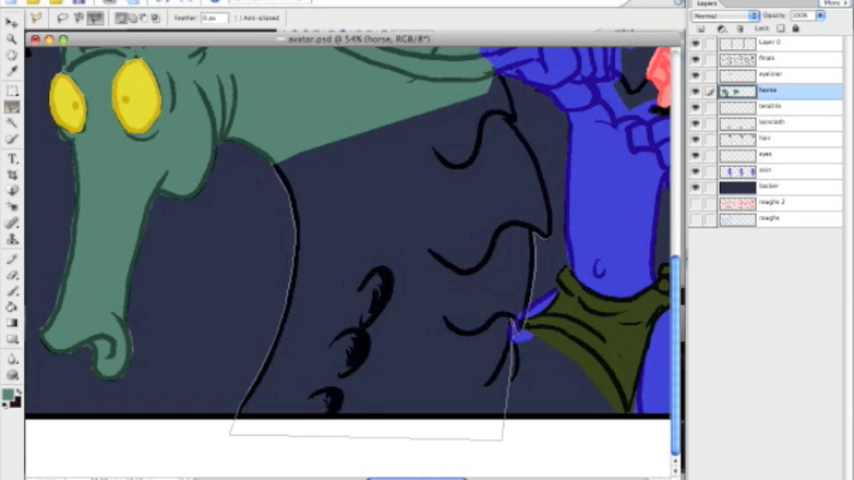 Feather: 0 px
Anti-aliased
Layers
More
avatar.psd @ 54% (horse, RGB/8*)
Normal
Opacity: 100%
Lock:
Layer 0
finals
eyeliner
horse
tendrils
loincloth
hair
eyes
skin
backer
roughs 2
roughs